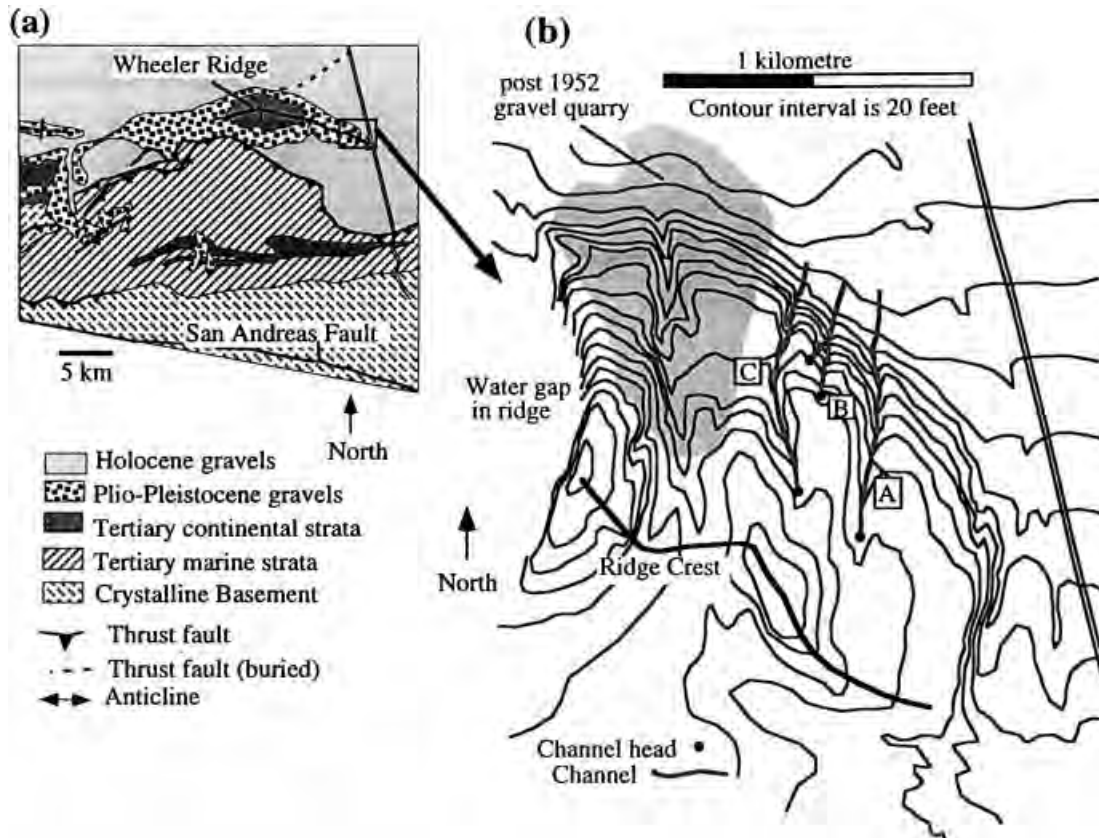 (a)
Wheeler Ridge
San Andreas Fault
5 km
North
Holocene gravels
Plio-Pleistocene gravels
Tertiary continental strata
Tertiary marine strata
Crystalline Basement
Thrust fault
Thrust fault (buried)
Anticline
(b)
1 kilometre
Contour interval is 20 feet
post 1952
gravel quarry
Water gap
in ridge
C
B
A
North
Ridge Crest
Channel head
Channel